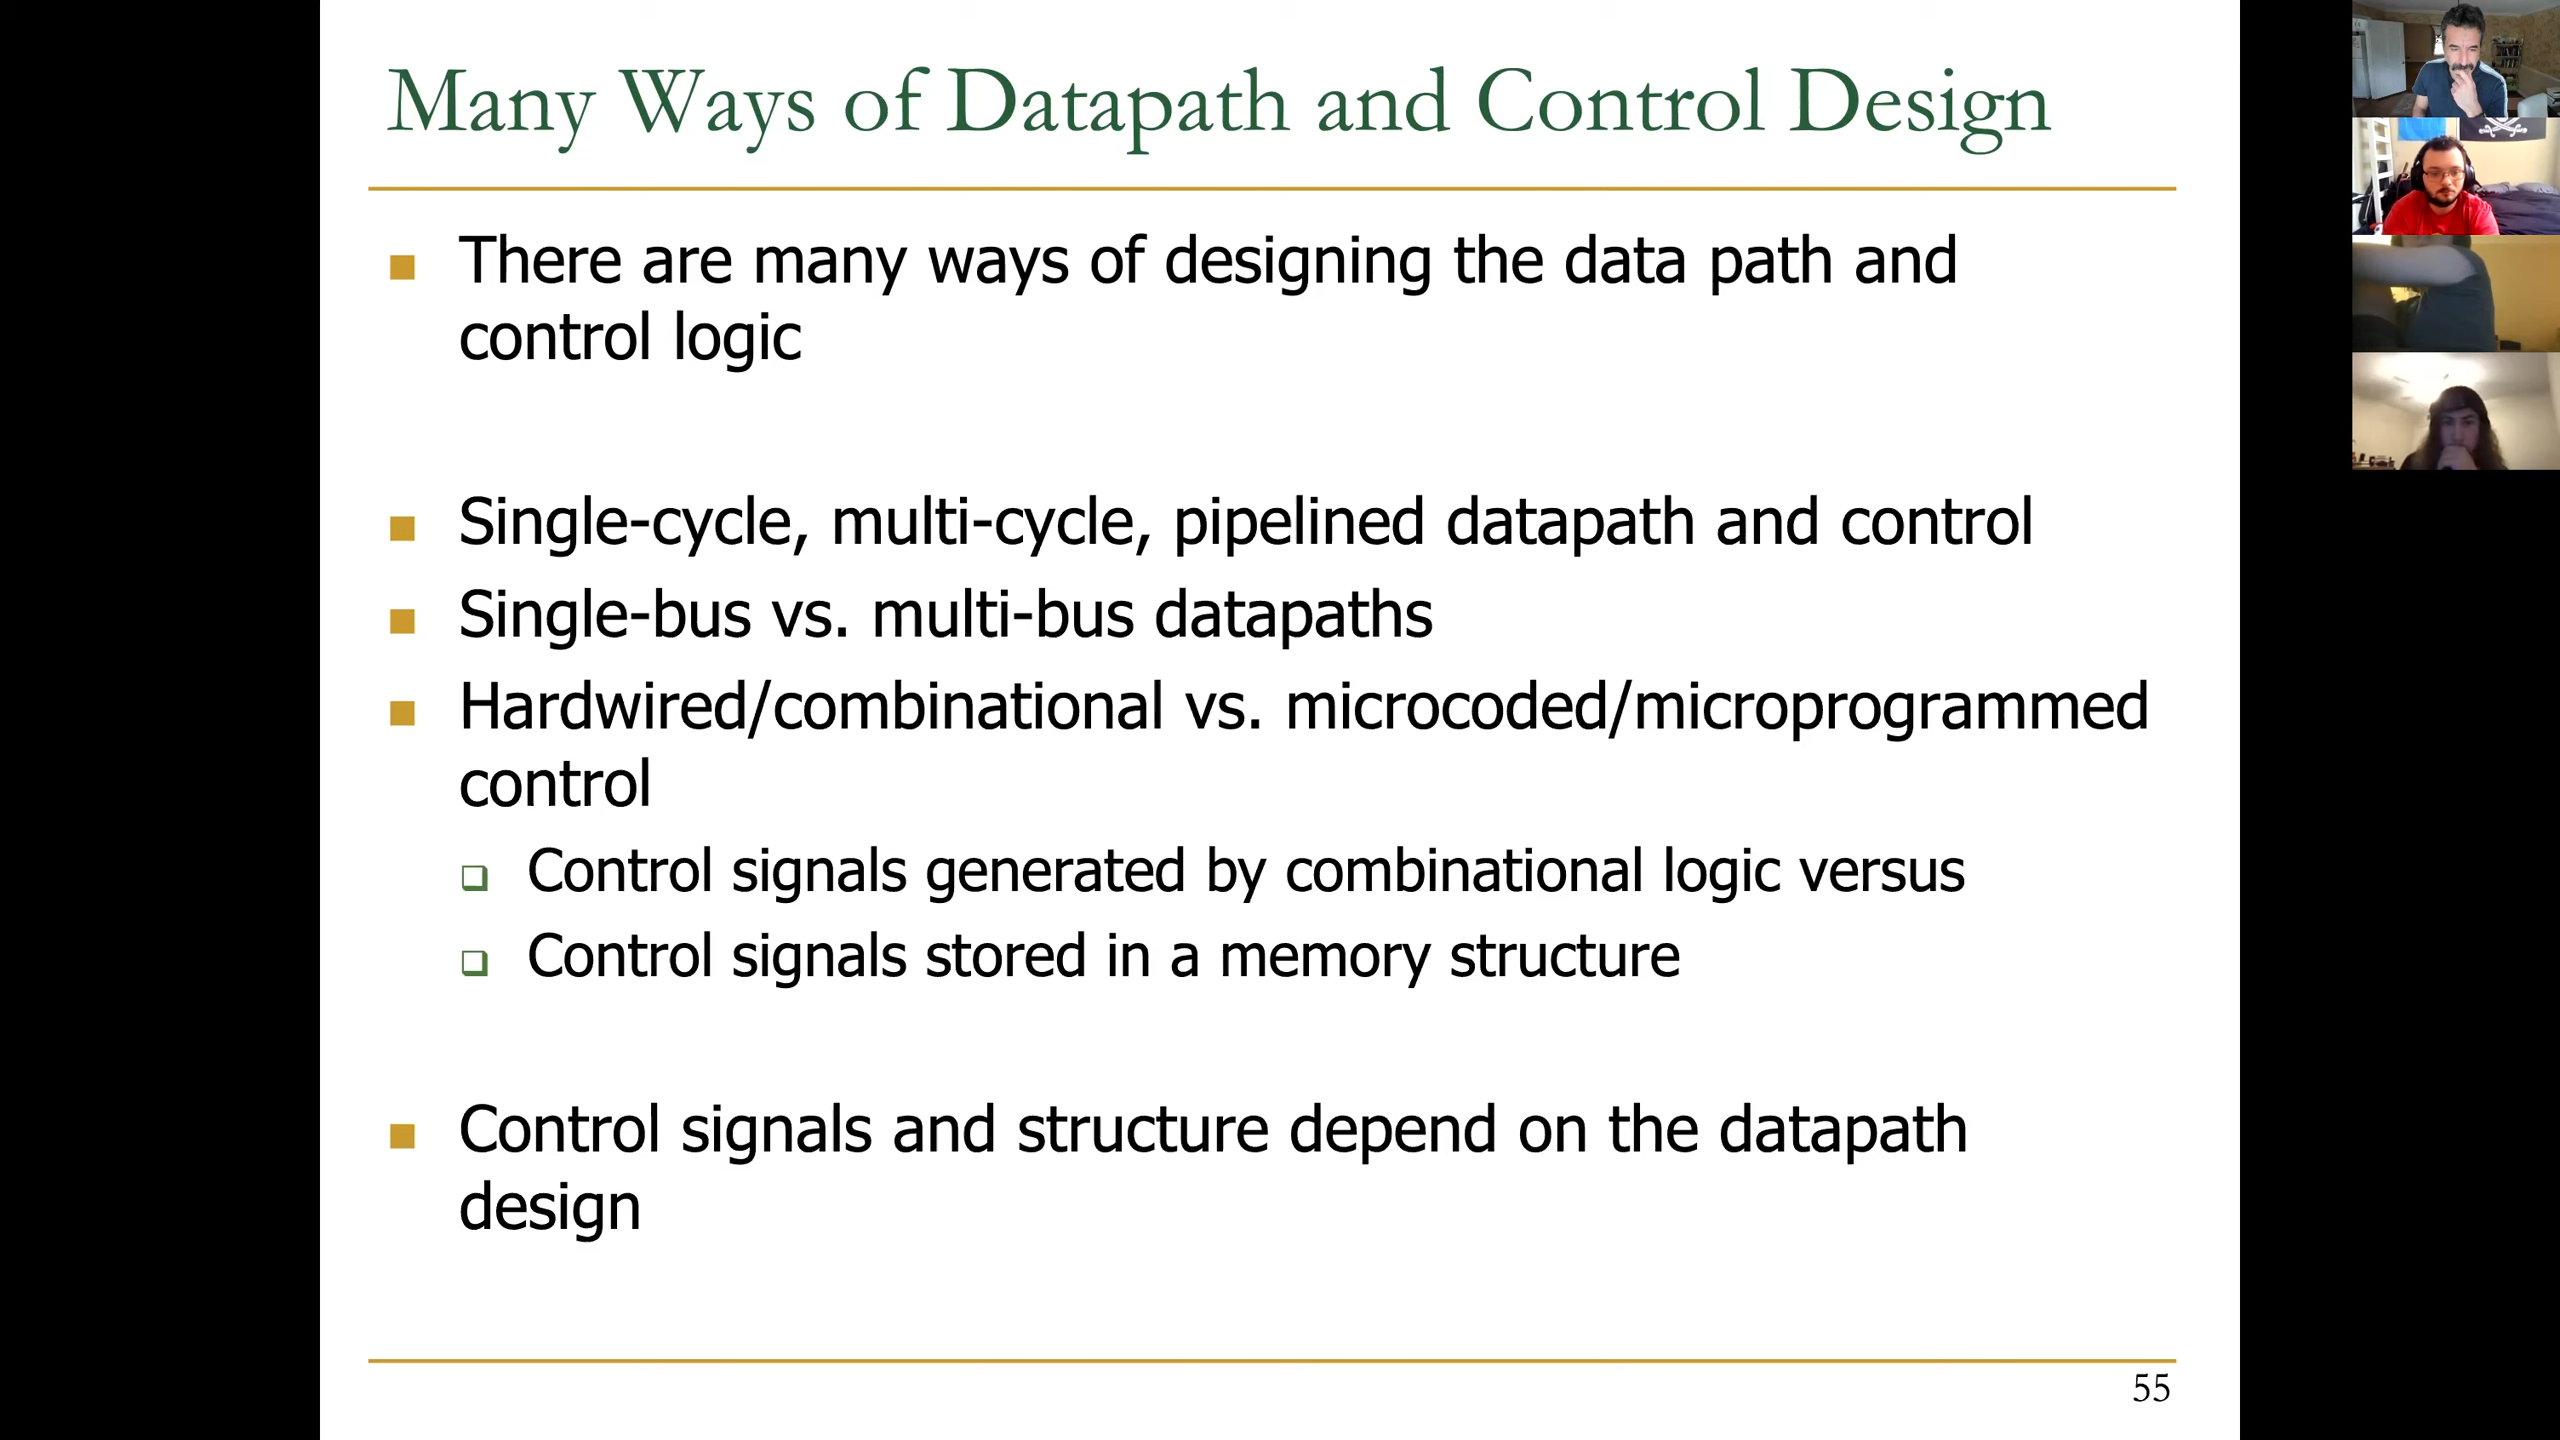 Many Ways of Datapath and Control Design
There are many ways of designing the data path and
control logic
Single-cycle, multi-cycle, pipelined datapath and control
Single-bus vs. multi-bus datapaths
Hardwired/combinational vs. microcoded/microprogrammed
control
Control signals generated by combinational logic versus
Control signals stored in a memory structure
Control signals and structure depend on the datapath
design
55